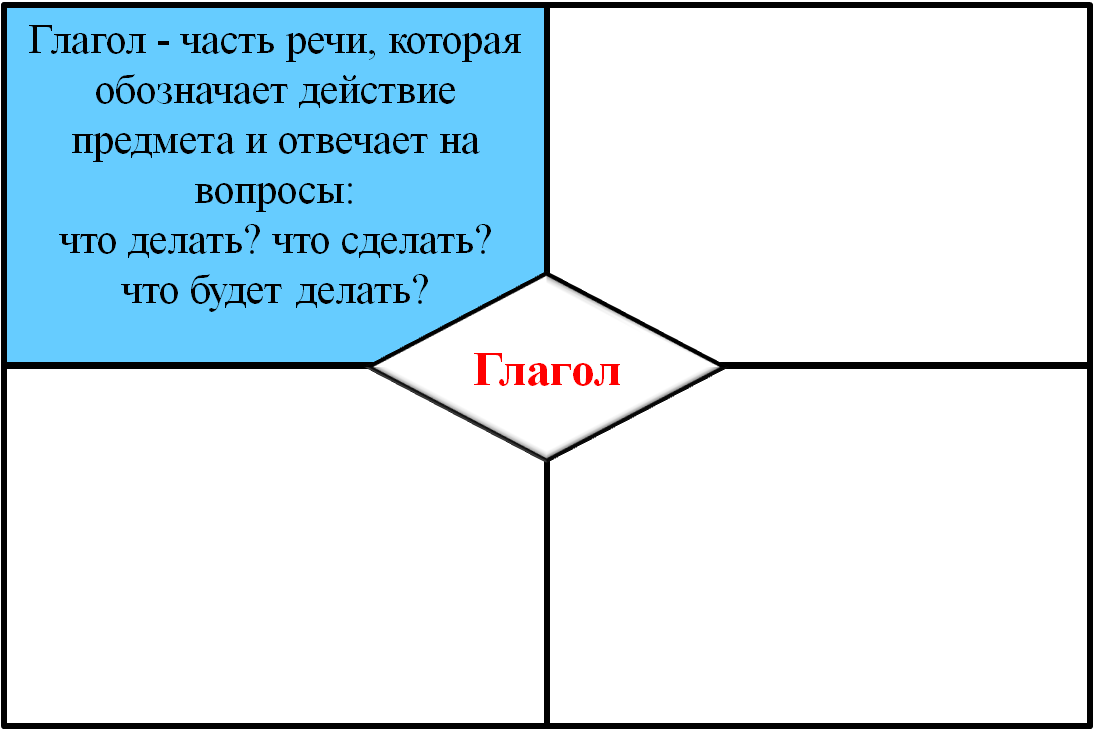 Глагол - часть речи, которая
обозначает действие
предмета и отвечает на
вопросы:
что делать? что сделать?
что будет делать?
Глагол